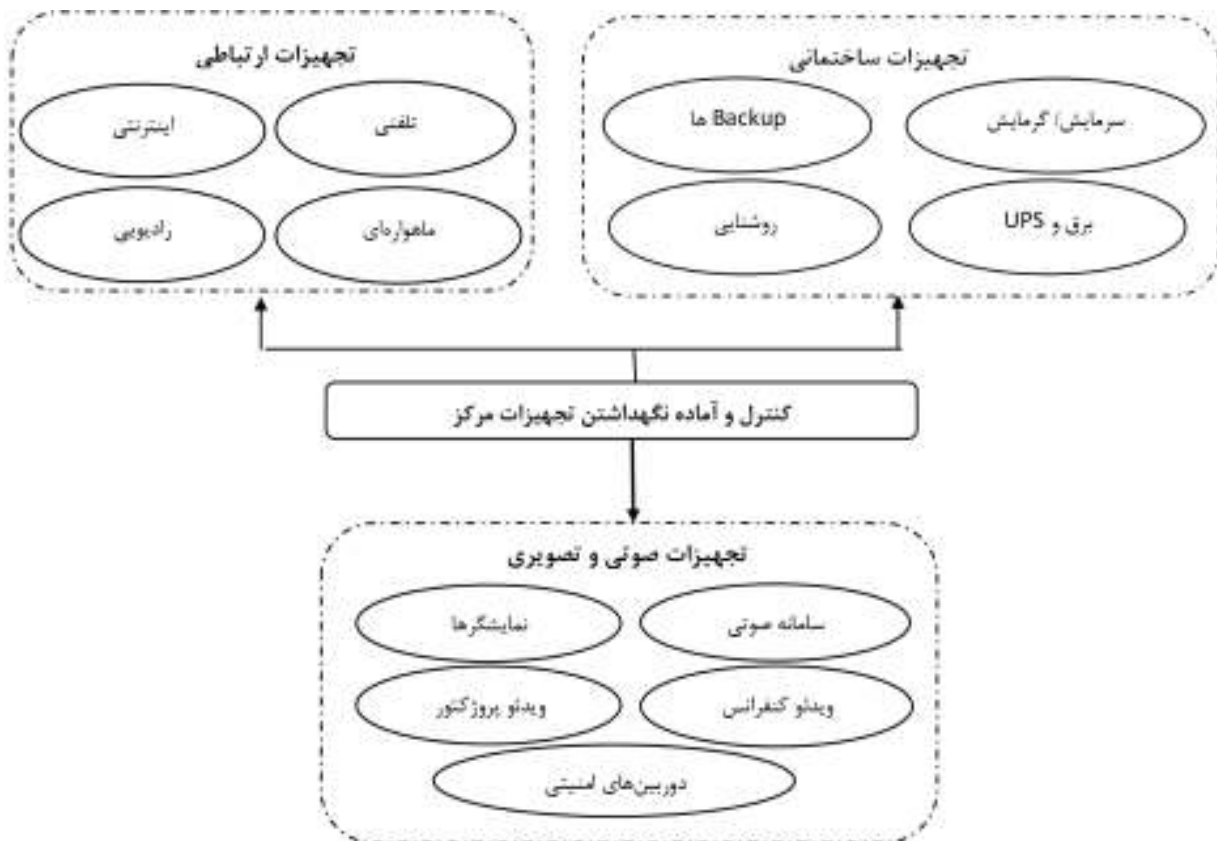 تجهیزات ساختمانی
سرمایش/ گرمایش
Backup ها
برق و UPS
روشنایی
تجهیزات ارتباطی
تلفنی
اینترنتی
ماهواره‌ای
رادیویی
کنترل و آماده نگهداشتن تجهیزات مرکز
تجهیزات صوتی و تصویری
سامانه صوتی
نمایشگرها
ویدئو کنفرانس
ویدئو پروژکتور
دوربین‌های امنیتی